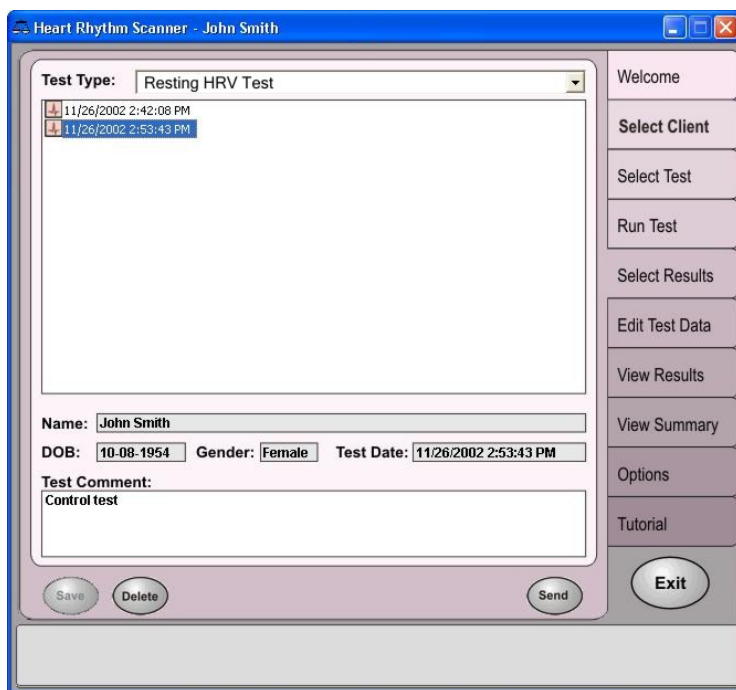 Heart Rhythm Scanner - John Smith
Test Type: Resting HRV Test
11/26/2002 2:42:08 PM
11/26/2002 2:53:43 PM
Name: John Smith
DOB: 10-08-1954 Gender: Female Test Date: 11/26/2002 2:53:43 PM
Test Comment:
Control test
Save Delete Send
Welcome
Select Client
Select Test
Run Test
Select Results
Edit Test Data
View Results
View Summary
Options
Tutorial
Exit